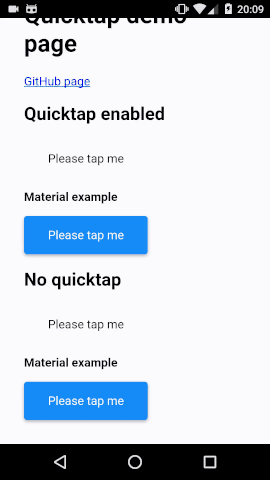 20:09
Quicktap demo
page
GitHub page
Quicktap enabled
Please tap me
Material example
Please tap me
No quicktap
Please tap me
Material example
Please tap me